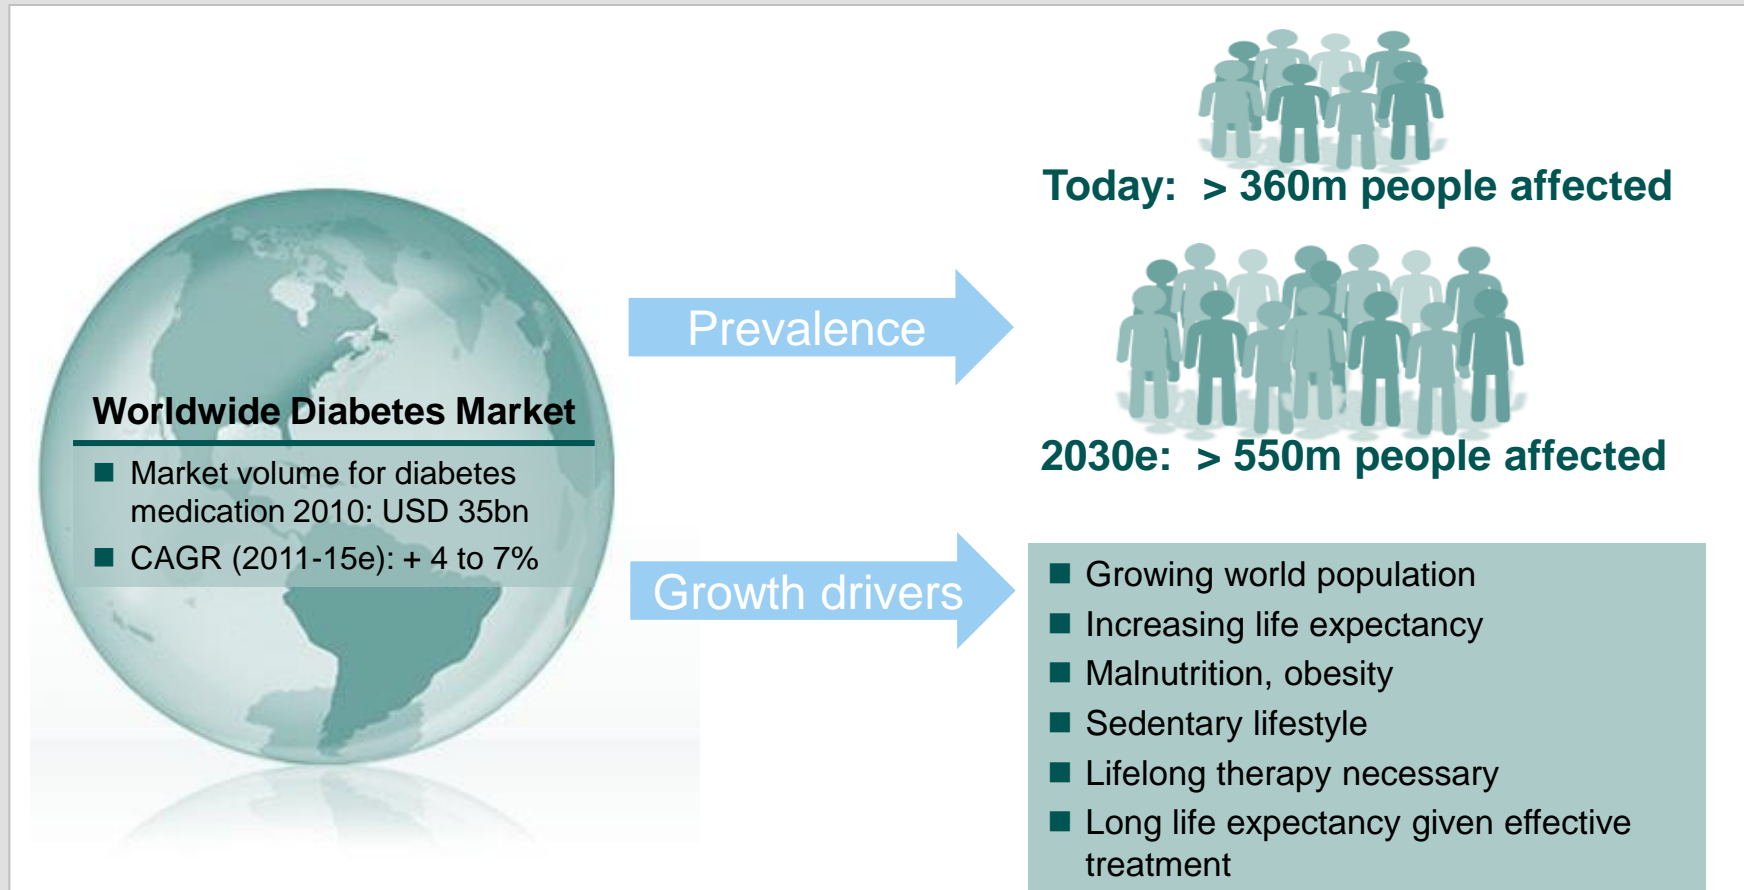 Worldwide Diabetes Market
■ Market volume for diabetes
medication 2010: USD 35bn
■ CAGR (2011-15e): + 4 to 7%
Prevalence
Today:  > 360m people affected
2030e:  > 550m people affected
Growth drivers
■ Growing world population
■ Increasing life expectancy
■ Malnutrition, obesity
■ Sedentary lifestyle
■ Lifelong therapy necessary
■ Long life expectancy given effective
treatment